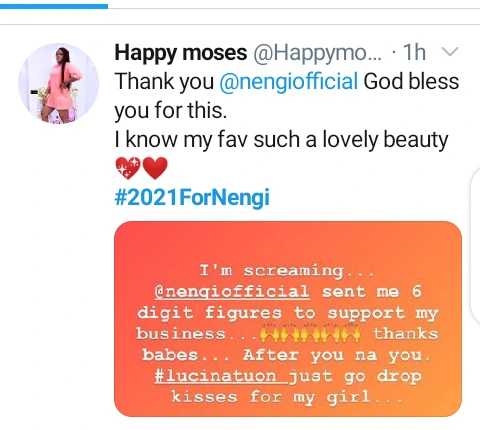 Happy moses @Happymo... · 1h
Thank you @nengiofficial God bless
you for this.
I know my fav such a lovely beauty
💖❤️
#2021ForNengi
I'm screaming...
@nengiofficial sent me 6
digit figures to support my
business...🙌🙌🙌🙌🙌 thanks
babes... After you na you.
#lucinatuon just go drop
kisses for my girl...